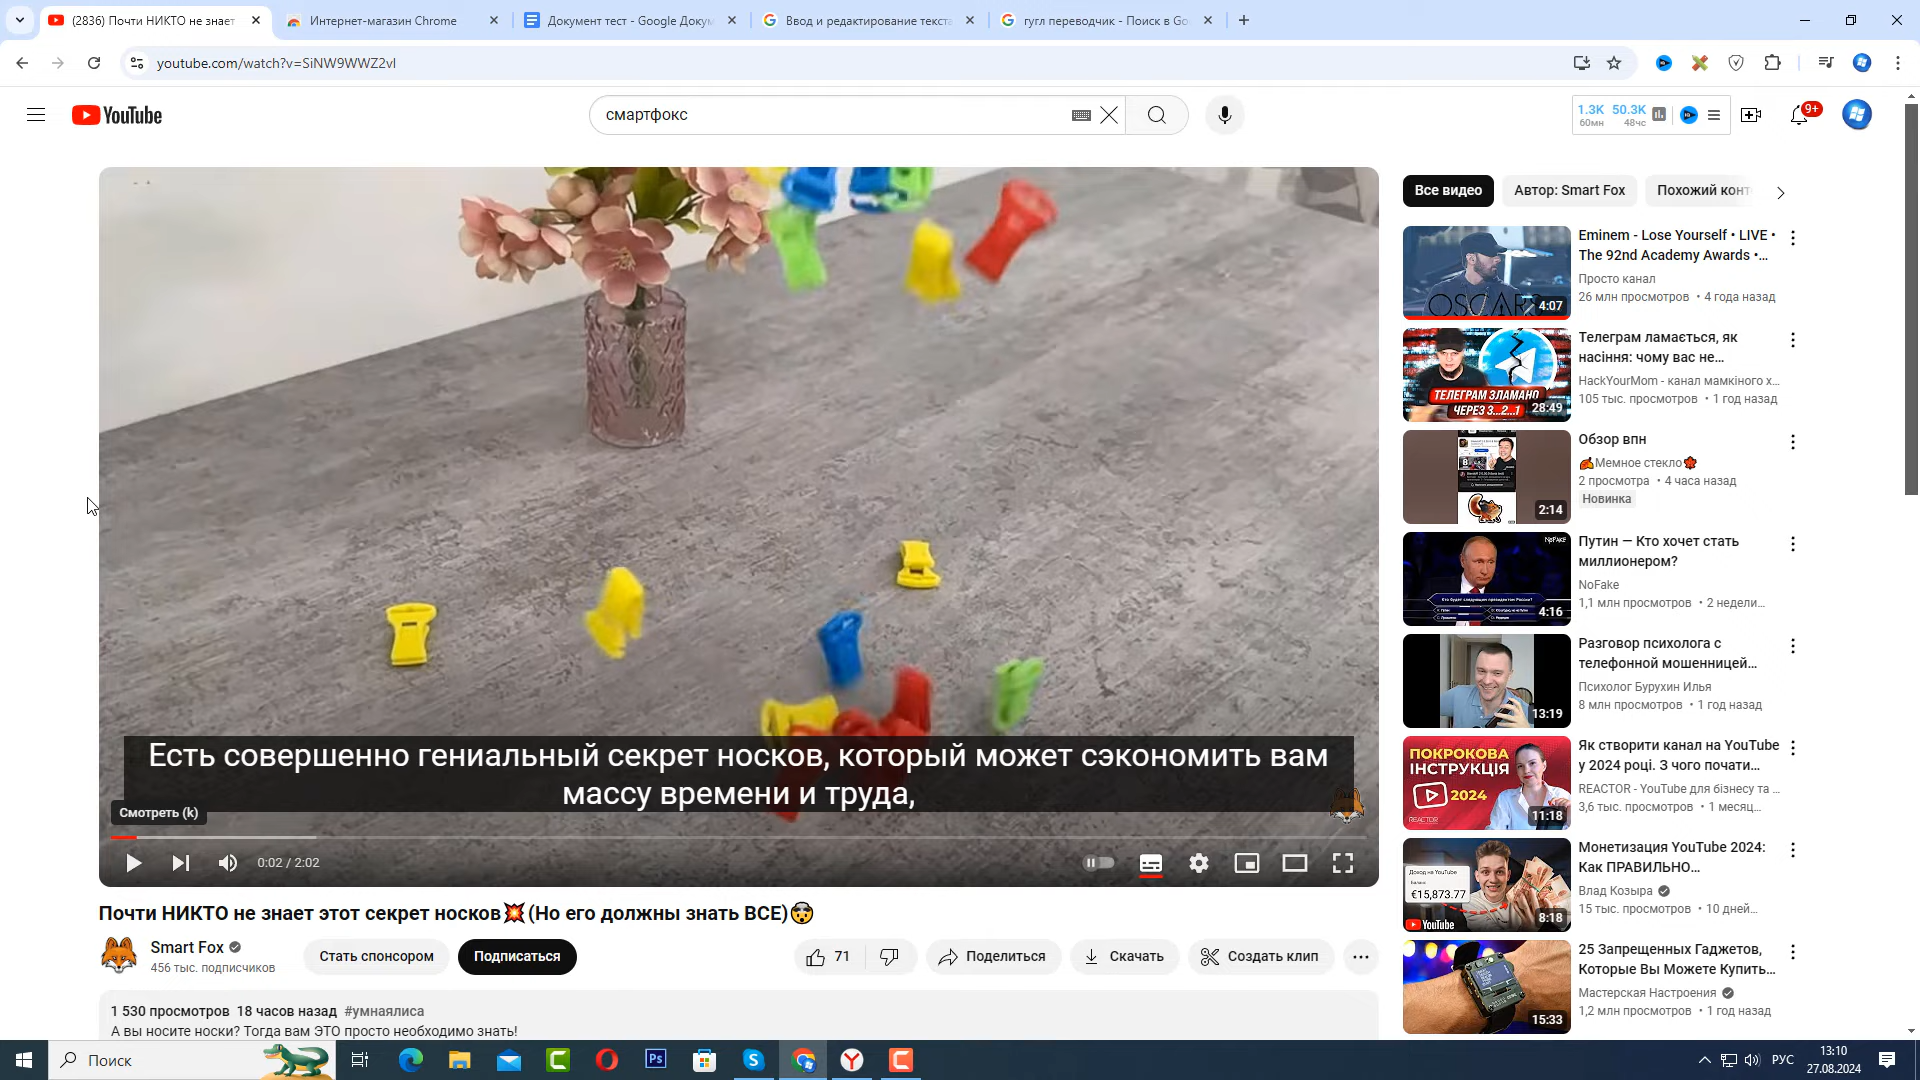 (2836) Почти НИКТО не знает
Интернет-магазин Chrome
Документ тест - Google Докум
Ввод и редактирование текста
гугл переводчик - Поиск в Go
youtube.com/watch?v=SiNW9WWZ2vI
YouTube
смартфокс
1.3K 50.3K
60мн 48чс
9+
Все видео
Автор: Smart Fox
Похожий конт
OSCARS
4:07
Eminem - Lose Yourself • LIVE •
The 92nd Academy Awards •...
Просто канал
26 млн просмотров • 4 года назад
ТЕЛЕГРАМ ЗЛАМАНО
ЧЕРЕЗ 3...2...1
28:49
Телеграм ламається, як
насіння: чому вас не...
HackYourMom - канал мамкіного х...
105 тыс. просмотров • 1 год назад
2:14
Обзор впн
🍂Мемное стекло🍁
2 просмотра • 4 часа назад
Новинка
NoFake
4:16
Путин — Кто хочет стать
миллионером?
NoFake
1,1 млн просмотров • 2 недели...
13:19
Разговор психолога с
телефонной мошенницей...
Психолог Бурухин Илья
8 млн просмотров • 1 год назад
ПОКРОКОВА
ІНСТРУКЦІЯ
2024
REACTOR
11:18
Як створити канал на YouTube
у 2024 році. З чого почати...
REACTOR - YouTube для бізнесу та ...
3,6 тыс. просмотров • 1 месяц...
Доход на YouTube
€15,873.77
YouTube
8:18
Монетизация YouTube 2024:
Как ПРАВИЛЬНО...
Влад Козыра
15 тыс. просмотров • 10 дней...
15:33
25 Запрещенных Гаджетов,
Которые Вы Можете Купить...
Мастерская Настроения
1,2 млн просмотров • 1 год назад
Есть совершенно гениальный секрет носков, который может сэкономить вам
массу времени и труда,
Смотреть (k)
0:02 / 2:02
Почти НИКТО не знает этот секрет носков💥(Но его должны знать ВСЕ)🤯
Smart Fox
456 тыс. подписчиков
Стать спонсором
Подписаться
71
Поделиться
Скачать
Создать клип
1 530 просмотров 18 часов назад #умнаялиса
А вы носите носки? Тогда вам ЭТО просто необходимо знать!
Поиск
Ps
РУС
13:10
27.08.2024